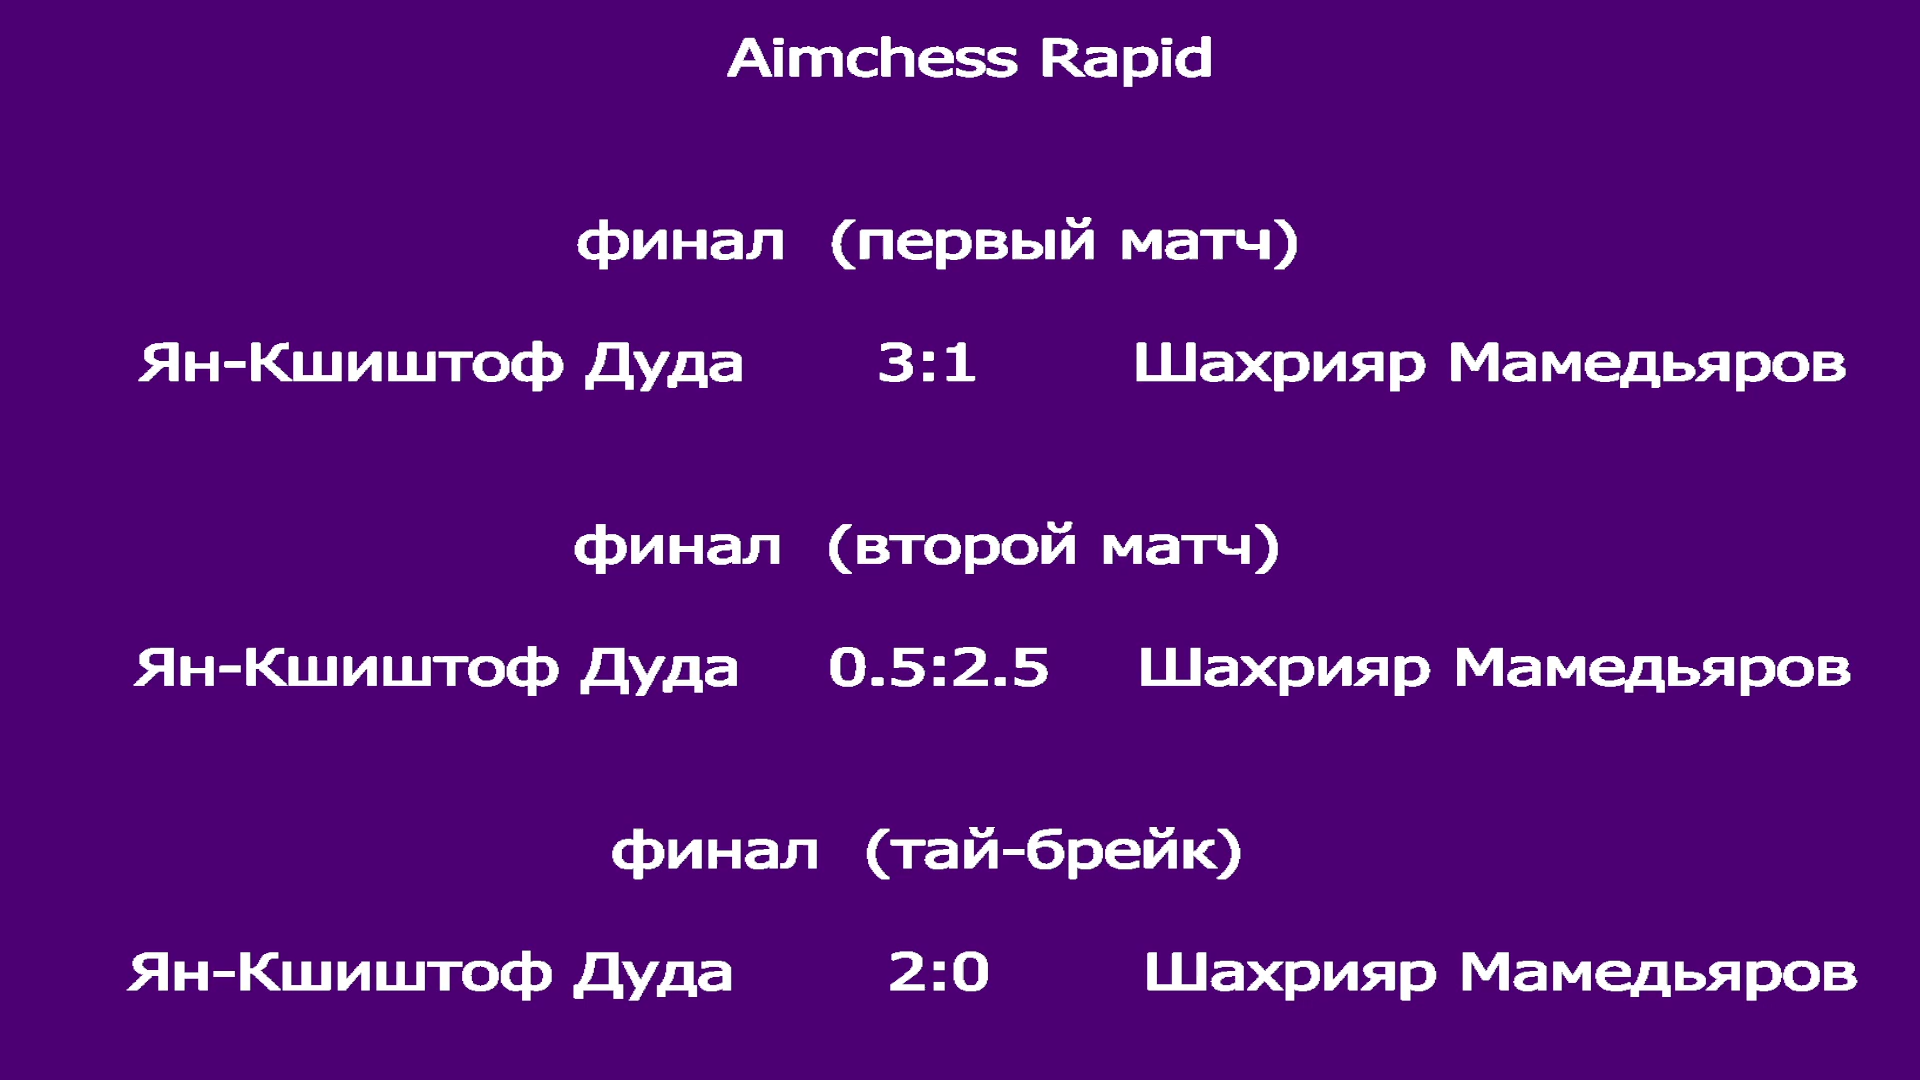 Aimchess Rapid
финал (первый матч)
Ян-Кшиштоф Дуда 3:1 Шахрияр Мамедьяров
финал (второй матч)
Ян-Кшиштоф Дуда 0.5:2.5 Шахрияр Мамедьяров
финал (тай-брейк)
Ян-Кшиштоф Дуда 2:0 Шахрияр Мамедьяров